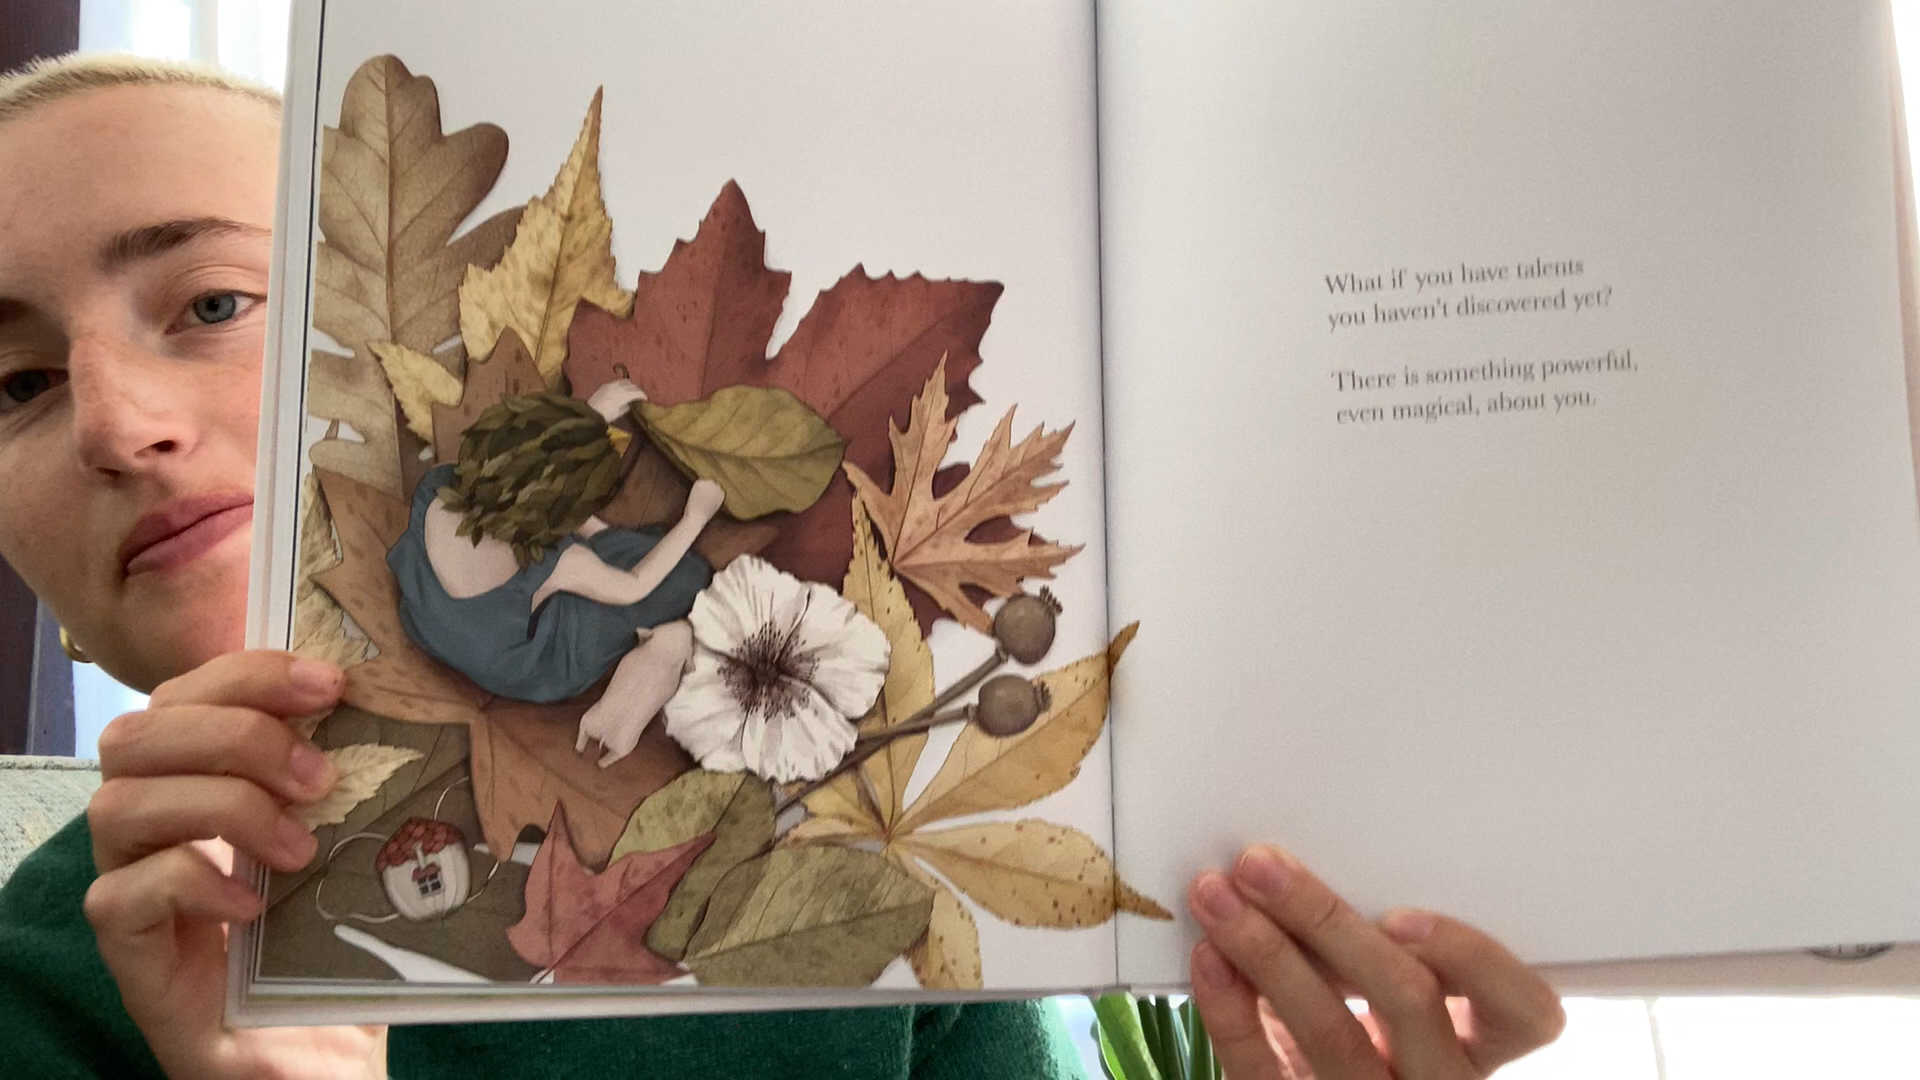 What if you have talents
you haven't discovered yet?
There is something powerful,
even magical, about you.